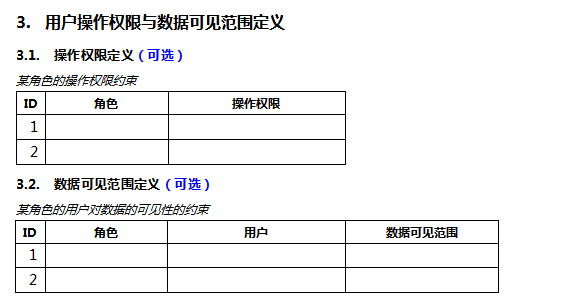 3. 用户操作权限与数据可见范围定义
3.1. 操作权限定义（可选）
某角色的操作权限约束
ID 角色 操作权限
1
2
3.2. 数据可见范围定义（可选）
某角色的用户对数据的可见性的约束
ID 角色 用户 数据可见范围
1
2